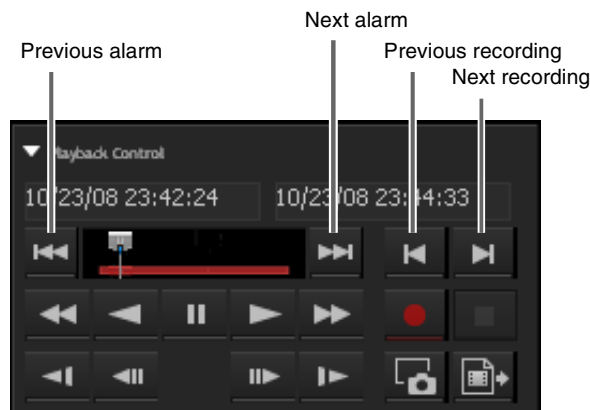 Next alarm
Previous alarm
Previous recording
Next recording
Playback Control
10/23/08 23:42:24
10/23/08 23:44:33